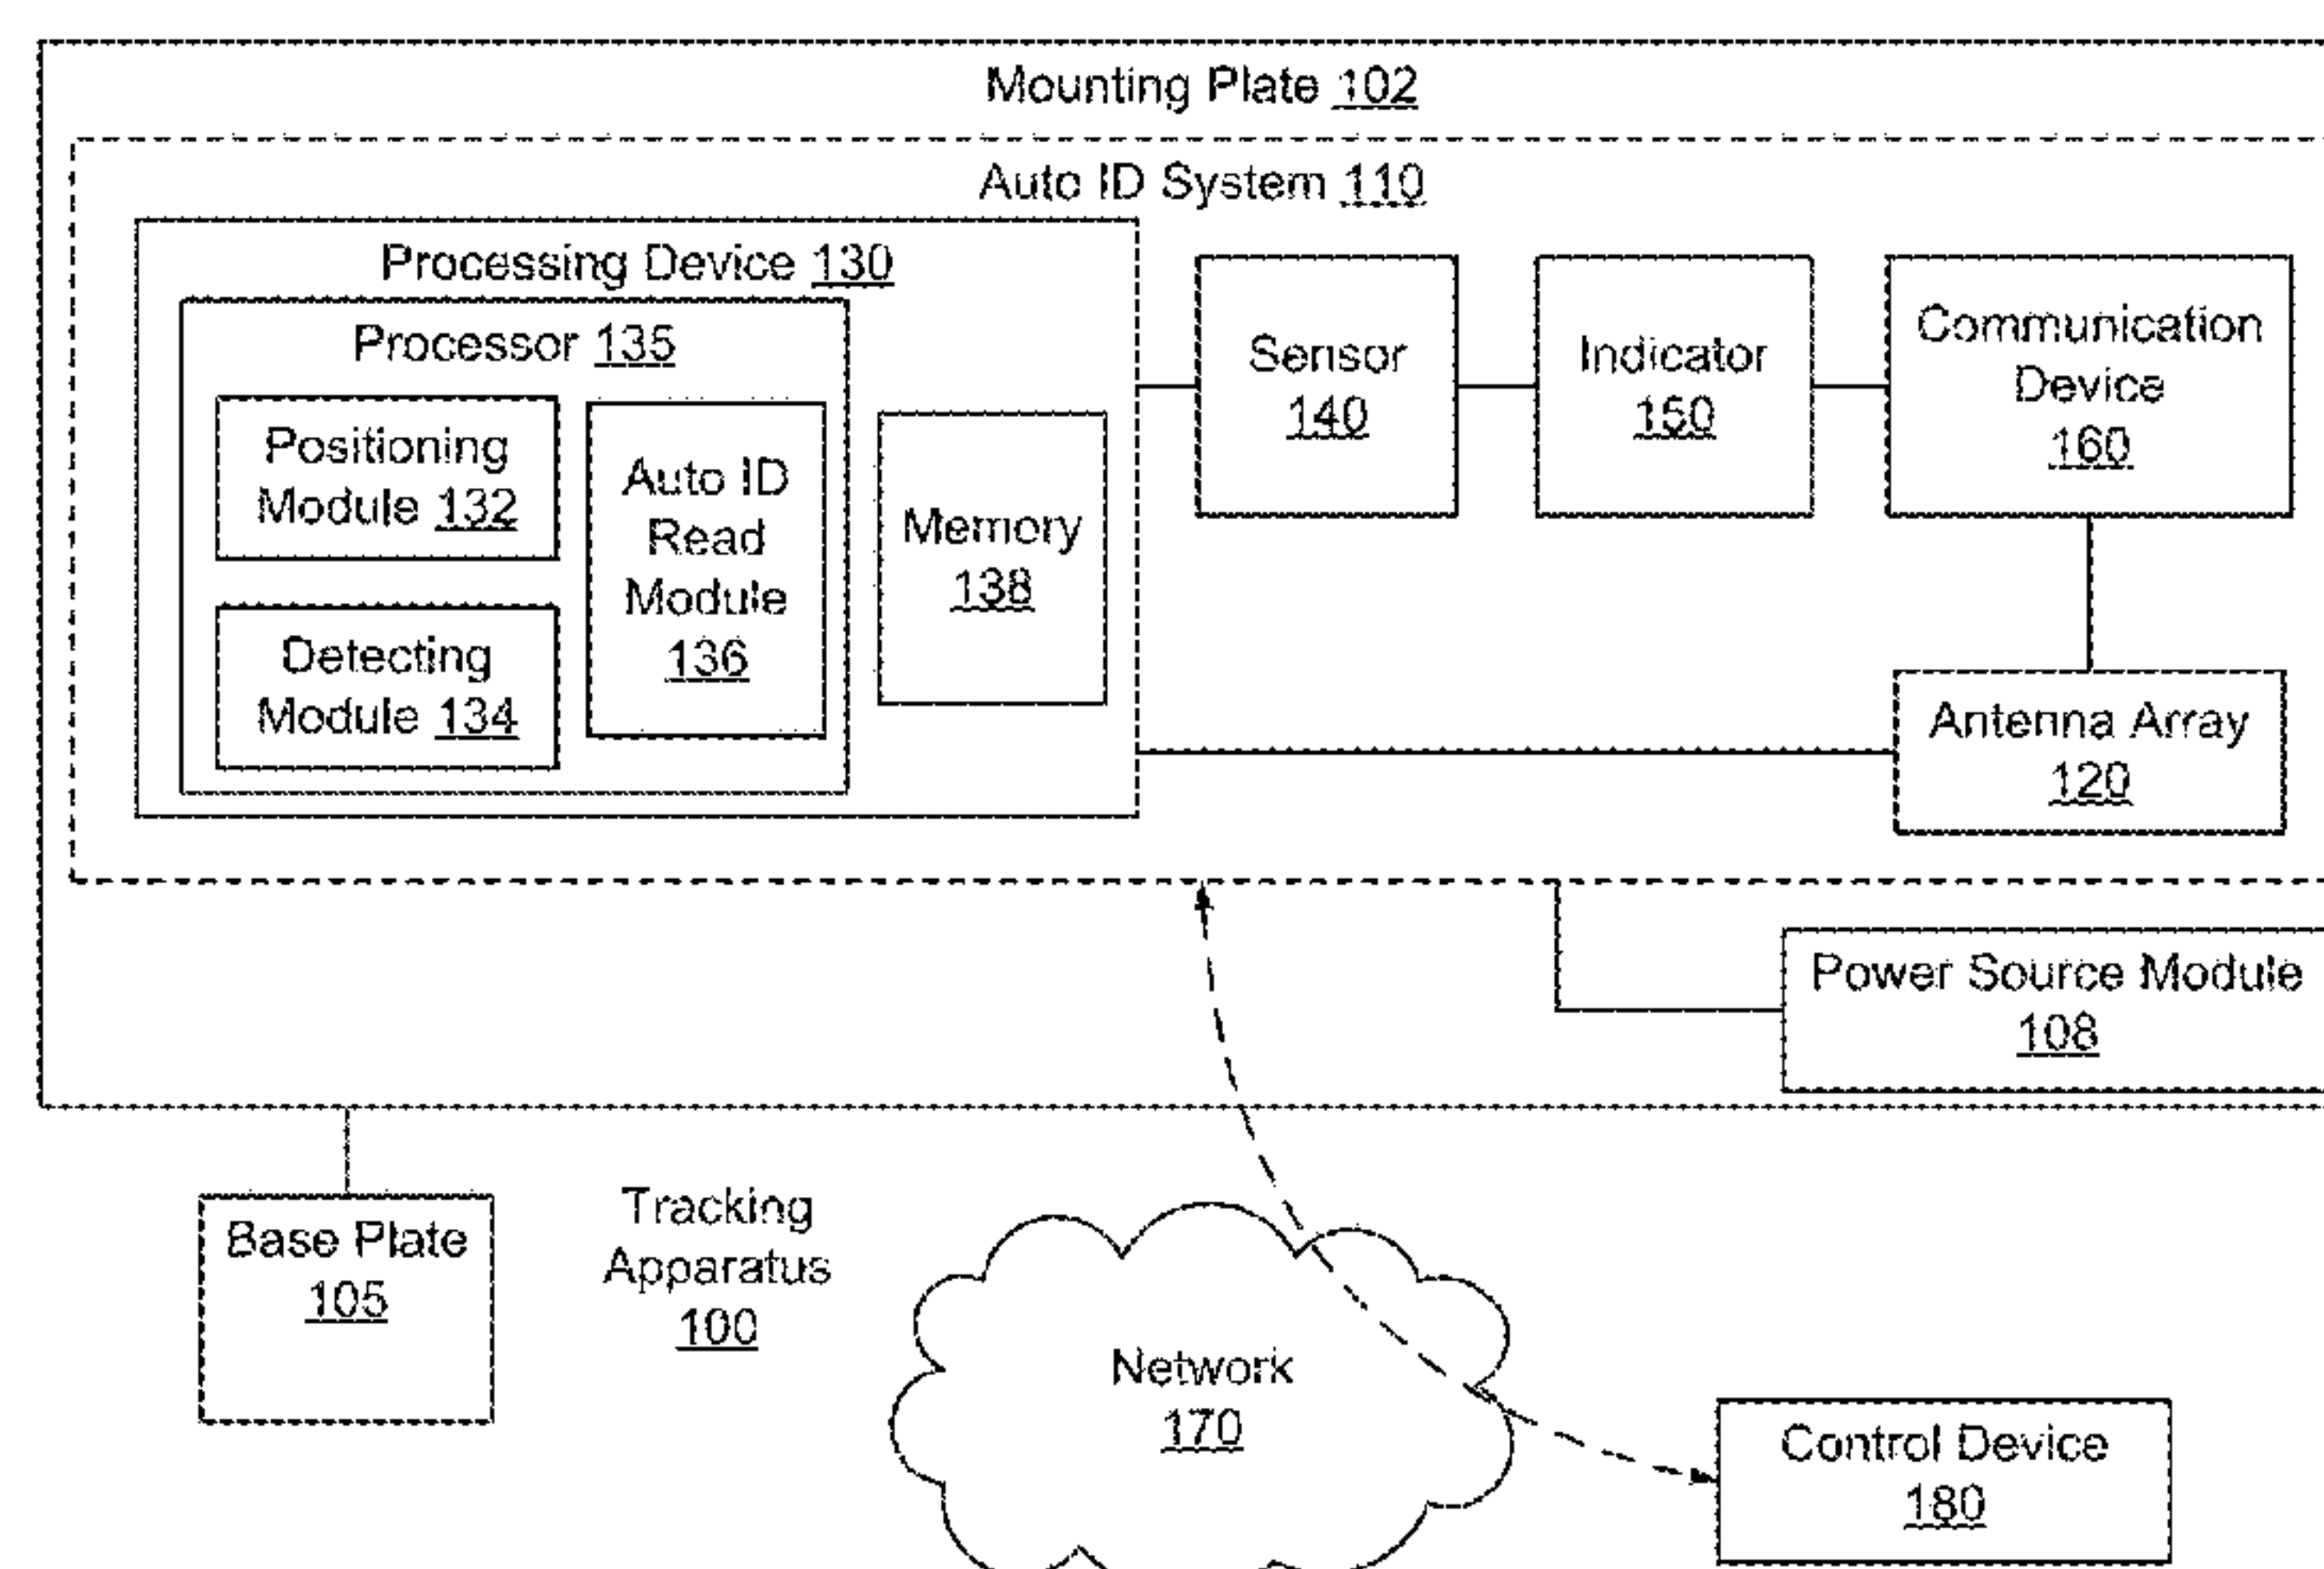 Mounting Plate 102
Auto ID System 110
Processing Device 130
Processor 135
Positioning
Module 132
Detecting
Module 134
Auto ID
Read
Module
136
Memory
138
Sensor
140
Indicator
150
Communication
Device
160
Antenna Array
120
Power Source Module
108
Base Plate
105
Tracking
Apparatus
100
Network
170
Control Device
180